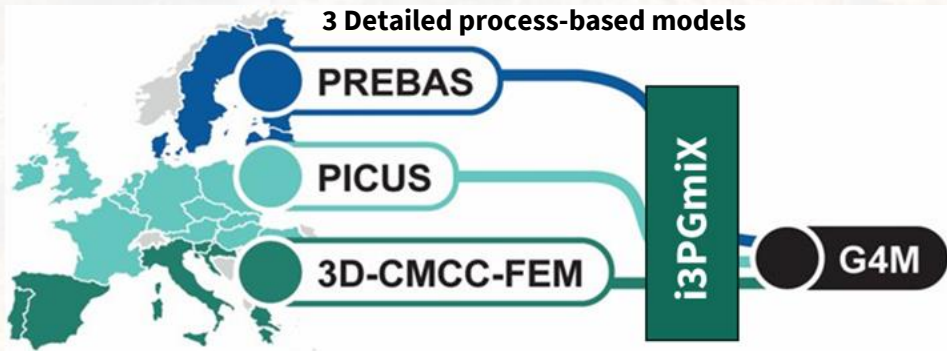 3 Detailed process-based models
PREBAS
PICUS
3D-CMCC-FEM
i3PGmiX
G4M